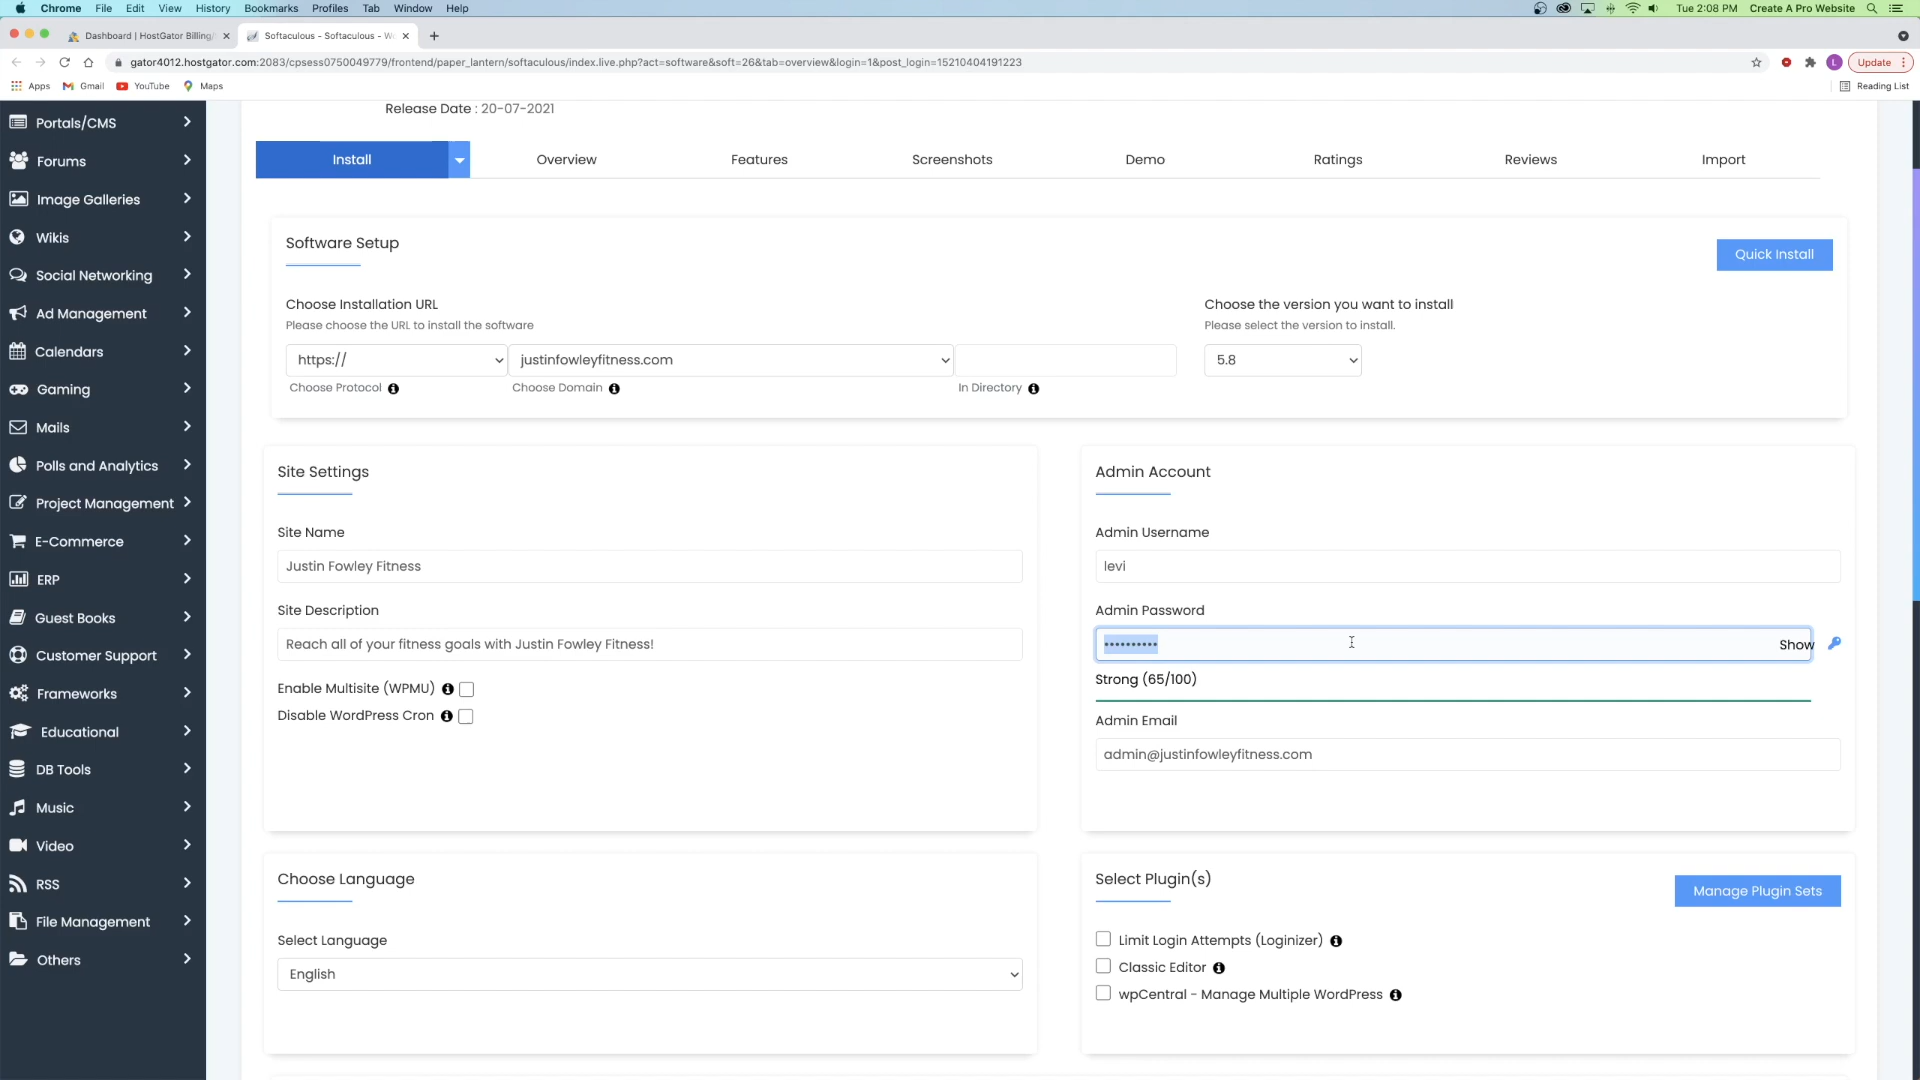 Chrome File Edit View History Bookmarks Profiles Tab Window Help Tue 2:08 PM Create A Pro Website
Dashboard | HostGator Billing Softaculous - Softaculous - W
gator4012.hostgator.com:2083/cpsess0750049779/frontend/paper_lantern/softaculous/index.live.php?act=software&soft=26&tab=overview&login=1&post_login=15210404191223 L Update
Apps Gmail YouTube Maps Reading List
Portals/CMS
Forums
Image Galleries
Wikis
Social Networking
Ad Management
Calendars
Gaming
Mails
Polls and Analytics
Project Management
E-Commerce
ERP
Guest Books
Customer Support
Frameworks
Educational
DB Tools
Music
Video
RSS
File Management
Others
Release Date : 20-07-2021
Install Overview Features Screenshots Demo Ratings Reviews Import
Software Setup
Quick Install
Choose Installation URL
Please choose the URL to install the software
https:// justinfowleyfitness.com
Choose Protocol Choose Domain In Directory
Choose the version you want to install
Please select the version to install.
5.8
Site Settings
Site Name
Justin Fowley Fitness
Site Description
Reach all of your fitness goals with Justin Fowley Fitness!
Enable Multisite (WPMU)
Disable WordPress Cron
Admin Account
Admin Username
levi
Admin Password
•••••••••• Show
Strong (65/100)
Admin Email
admin@justinfowleyfitness.com
Choose Language
Select Language
English
Select Plugin(s)
Manage Plugin Sets
Limit Login Attempts (Loginizer)
Classic Editor
wpCentral - Manage Multiple WordPress